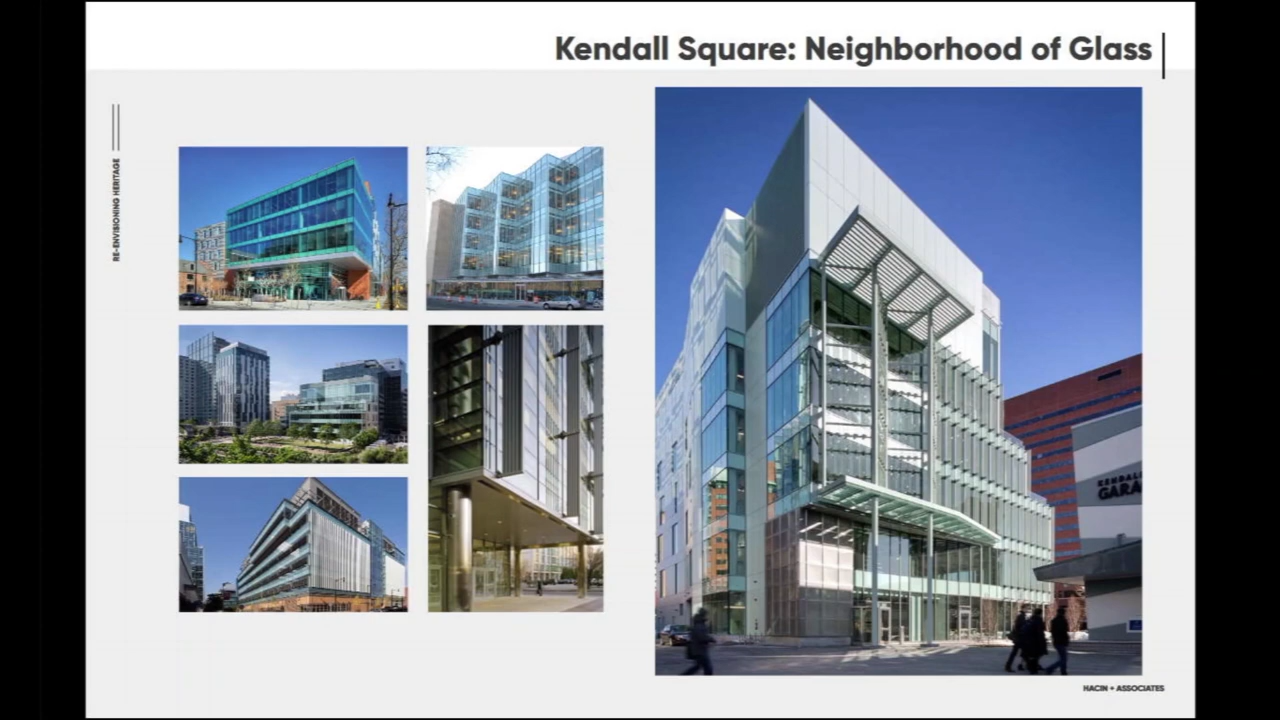 Kendall Square: Neighborhood of Glass
RE-ENVISIONING HERITAGE
KENDALL
GARA
HACIN + ASSOCIATES